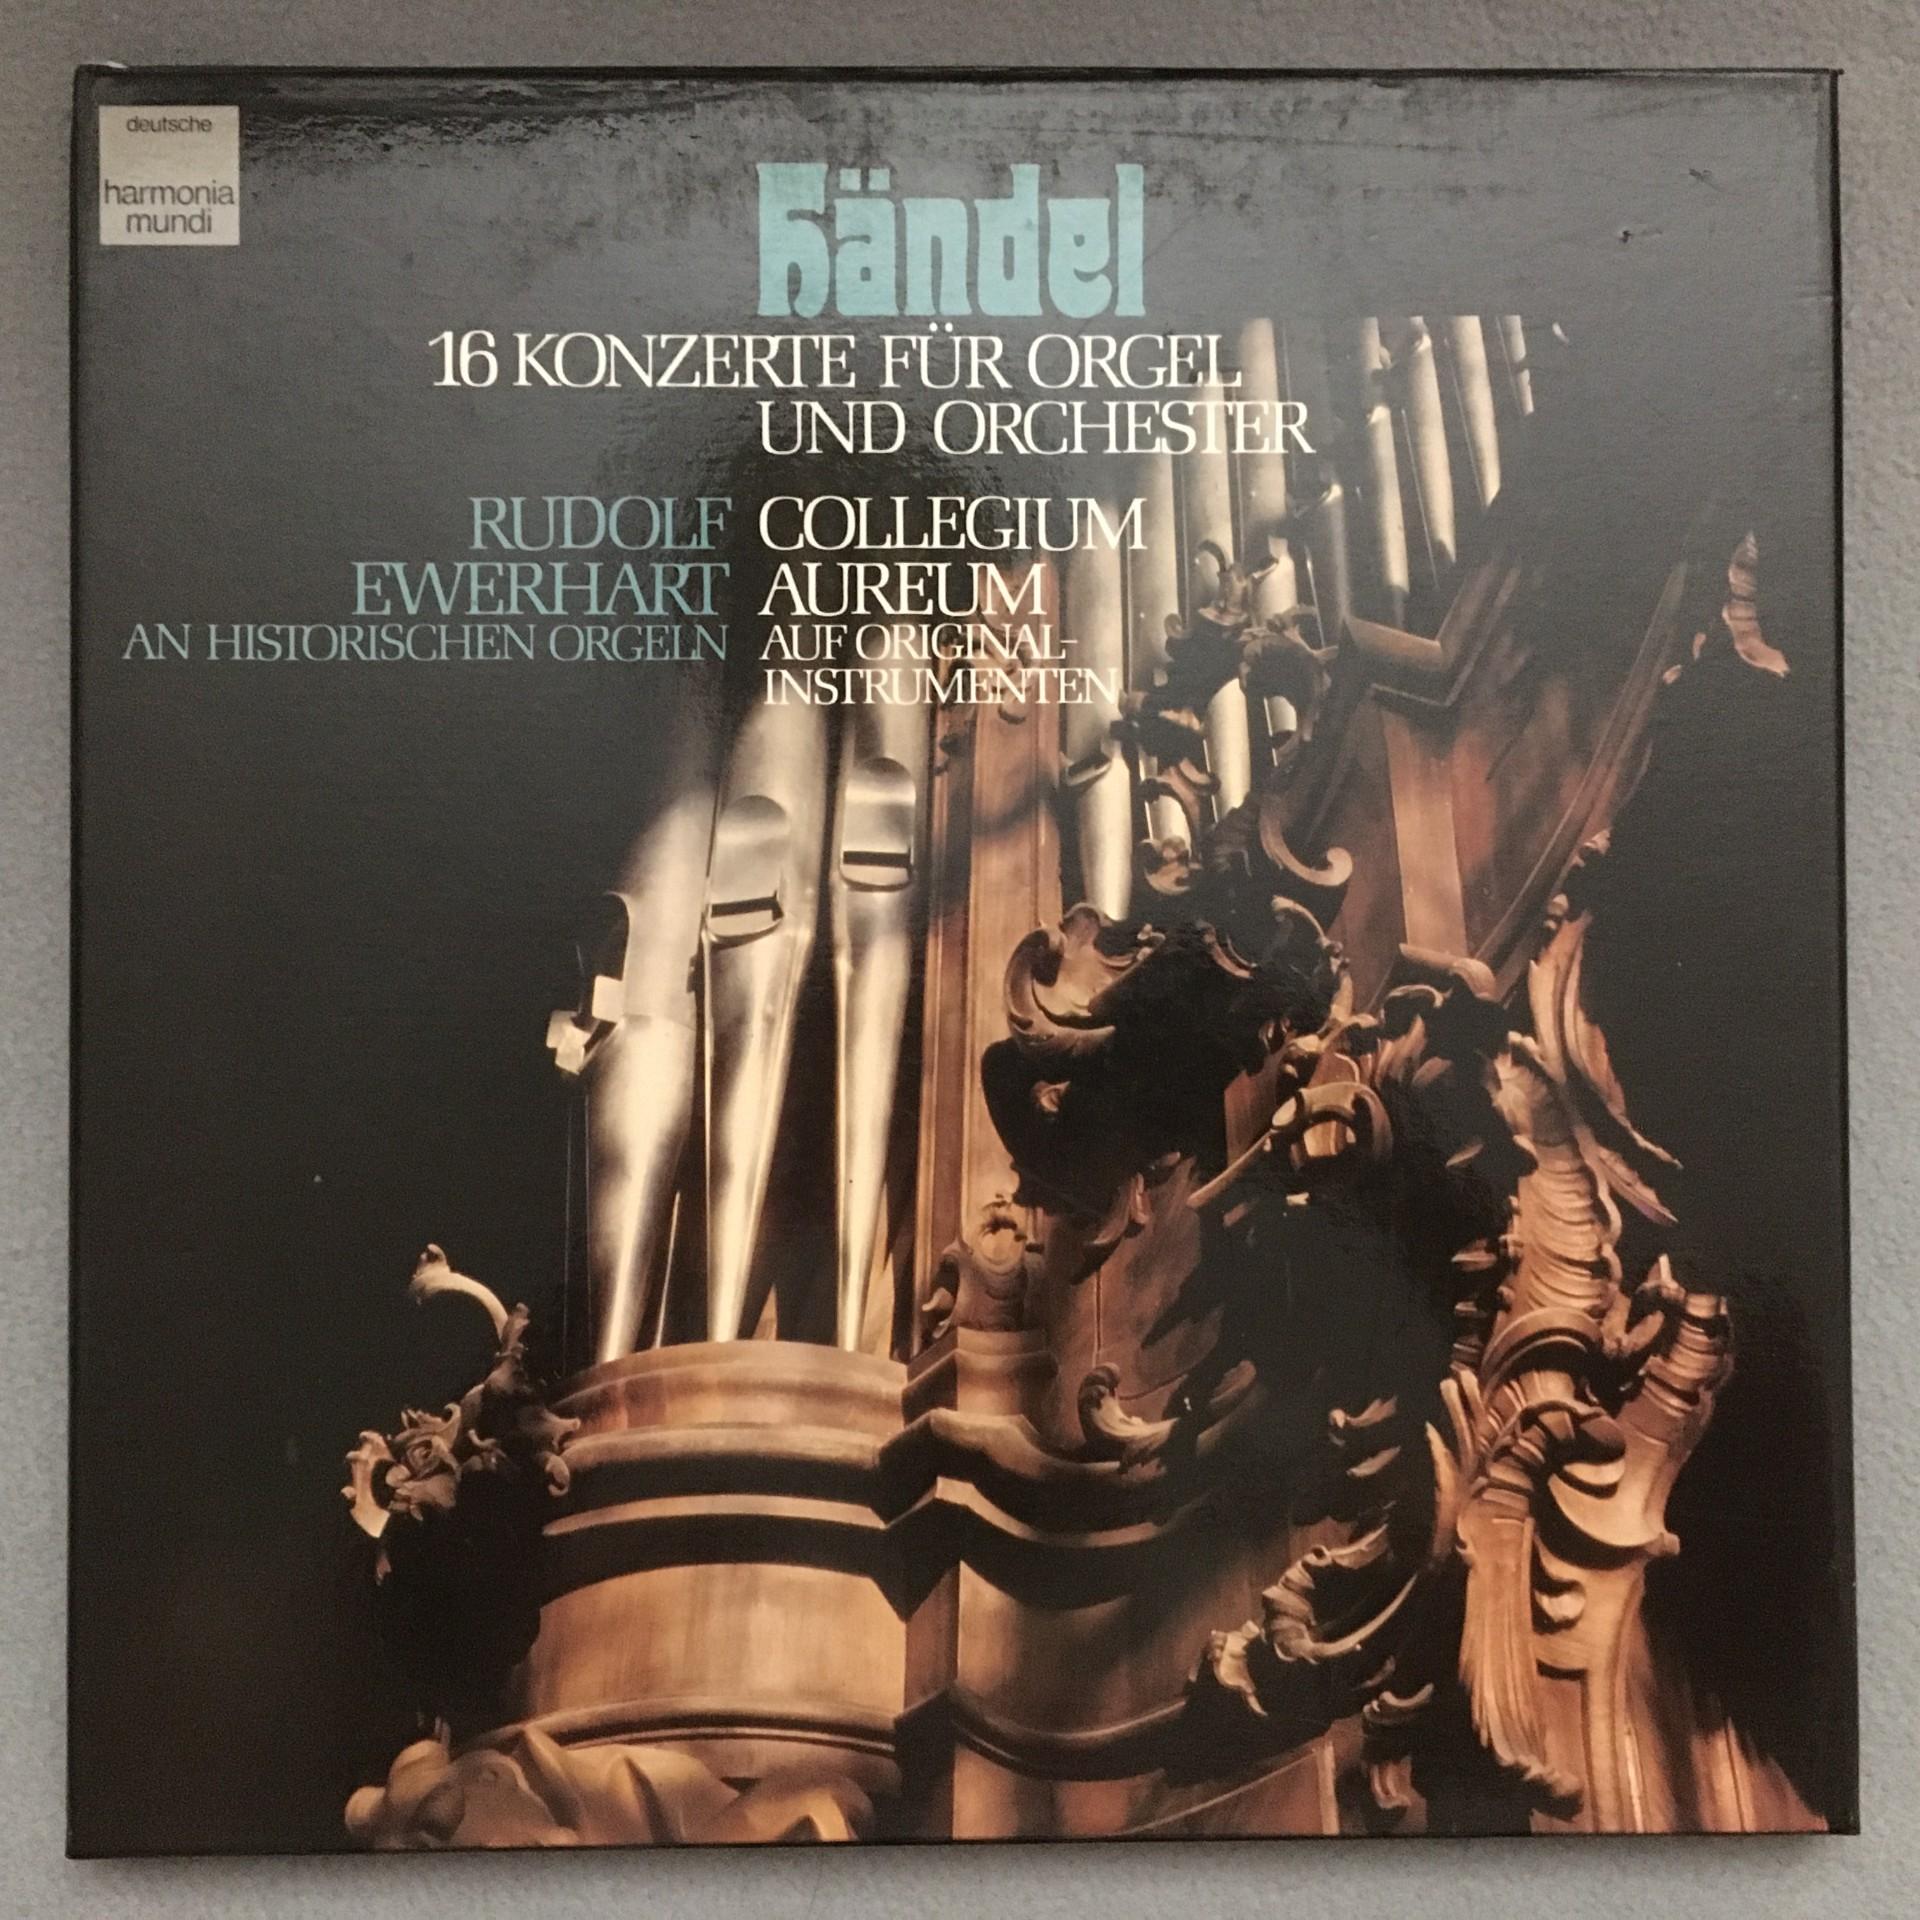 deutsche
harmonia
mundi
händel
16 KONZERTE FÜR ORGEL
UND ORCHESTER
RUDOLF
EWERHART
AN HISTORISCHEN ORGELN
COLLEGIUM
AUREUM
AUF ORIGINAL-
INSTRUMENTEN